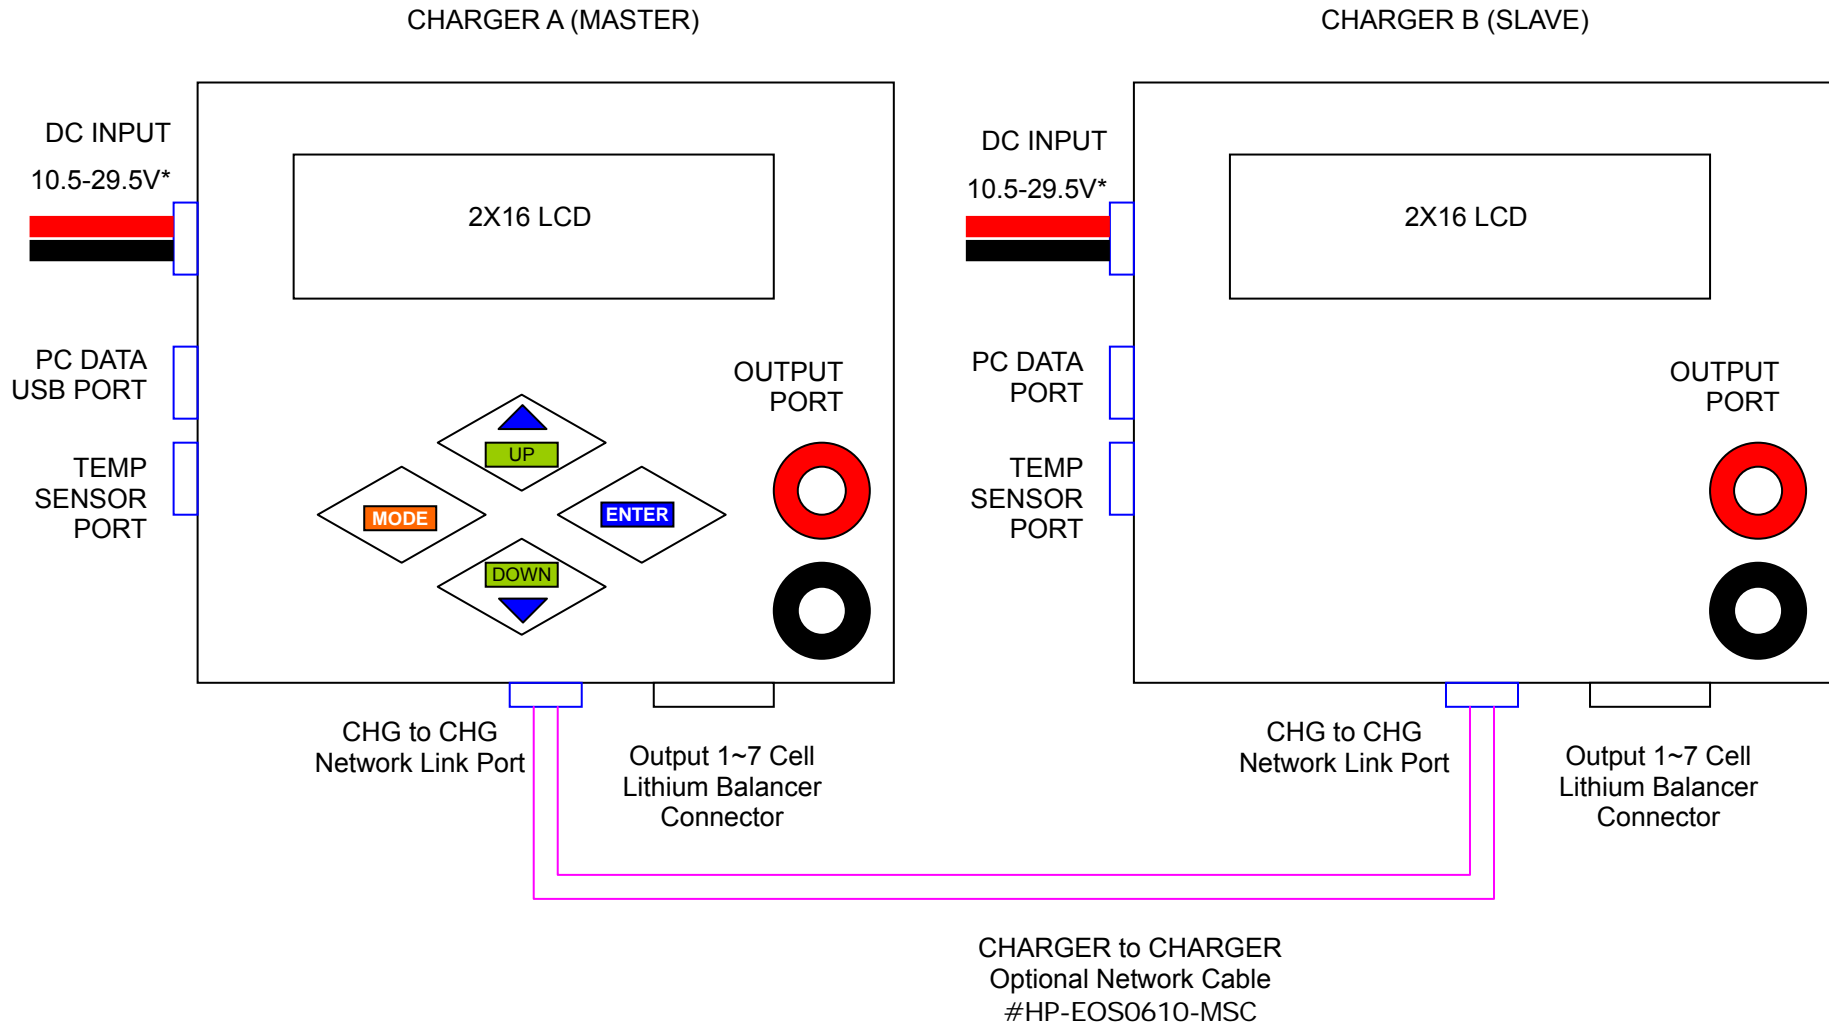 CHARGER A (MASTER)
CHARGER B (SLAVE)
DC INPUT
10.5-29.5V*
2X16 LCD
PC DATA
USB PORT
TEMP
SENSOR
PORT
UP
MODE
ENTER
DOWN
OUTPUT
PORT
CHG to CHG
Network Link Port
Output 1~7 Cell
Lithium Balancer
Connector
DC INPUT
10.5-29.5V*
2X16 LCD
PC DATA
PORT
TEMP
SENSOR
PORT
OUTPUT
PORT
CHG to CHG
Network Link Port
Output 1~7 Cell
Lithium Balancer
Connector
CHARGER to CHARGER
Optional Network Cable
#HP-EOS0610-MSC